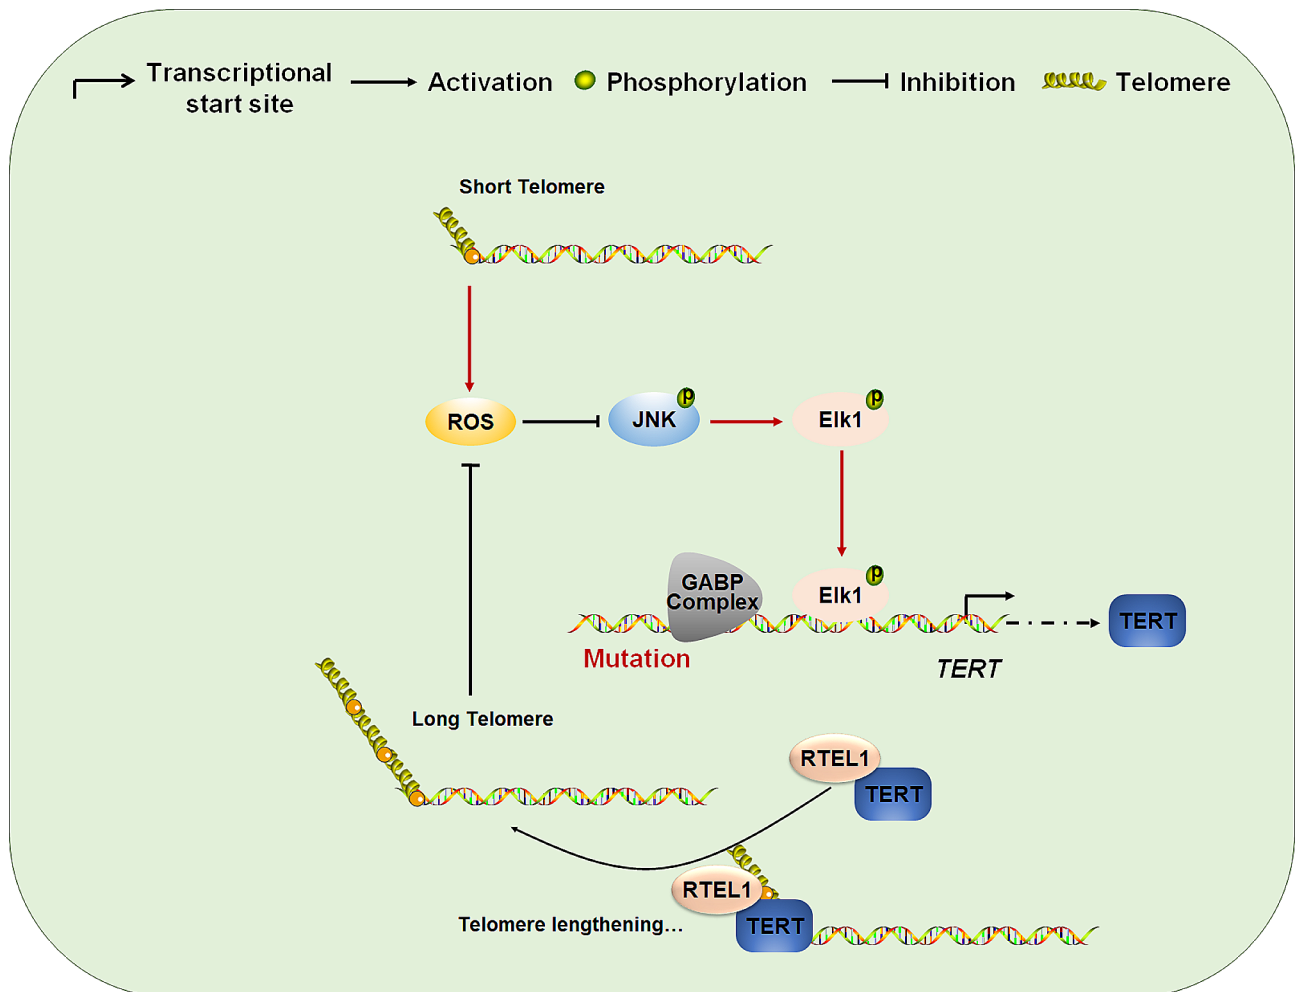 Transcriptional
start site
Activation
Phosphorylation
Inhibition
Telomere
Short Telomere
ROS
JNK
p
Elk1
p
GABP
Complex
Elk1
p
TERT
Mutation
TERT
Long Telomere
RTEL1
TERT
RTEL1
TERT
Telomere lengthening...